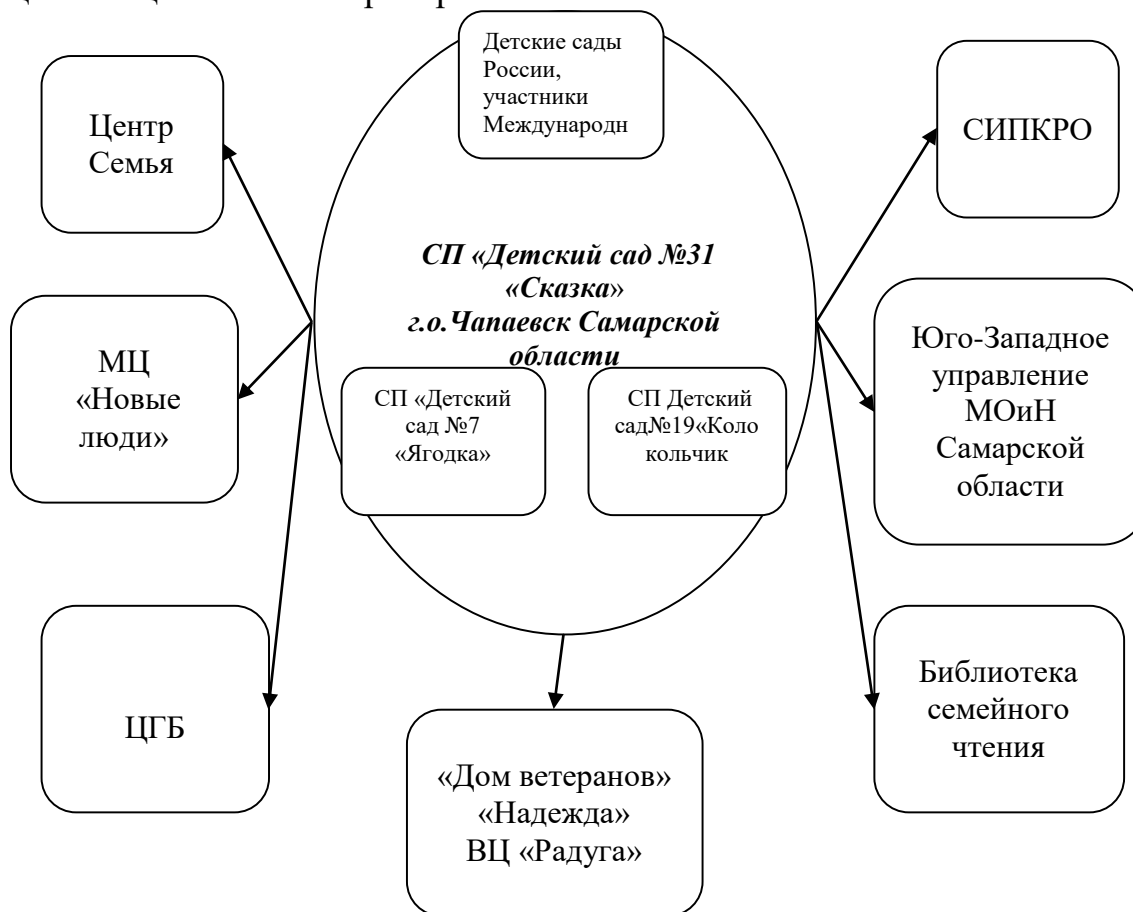 Детские сады
России,
участники
Международн
Центр
Семья
СИПКРО
СП «Детский сад №31
«Сказка»
г.о.Чапаевск Самарской
области
МЦ
«Новые
люди»
СП «Детский
сад №7
«Ягодка»
СП Детский
сад№19«Коло
кольчик
Юго-Западное
управление
МОиН
Самарской
области
ЦГБ
«Дом ветеранов»
«Надежда»
ВЦ «Радуга»
Библиотека
семейного
чтения